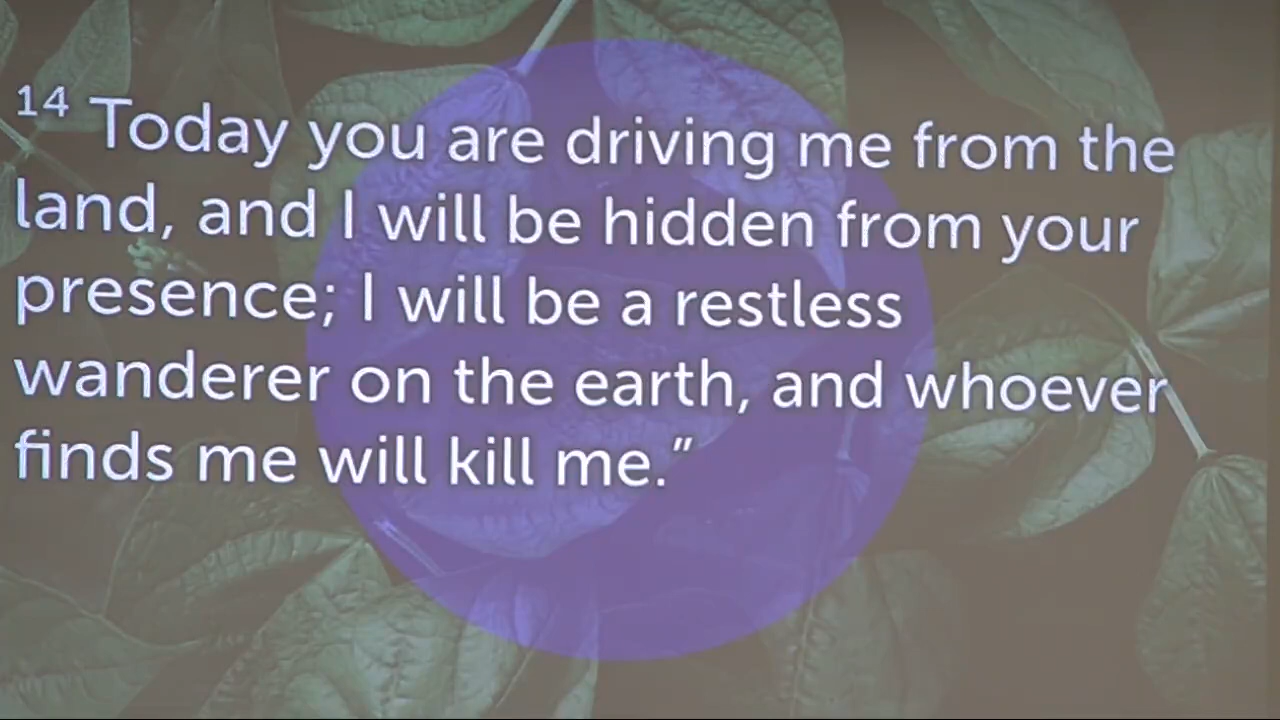 14 Today you are driving me from the
land, and I will be hidden from your
presence; I will be a restless
wanderer on the earth, and whoever
finds me will kill me.”